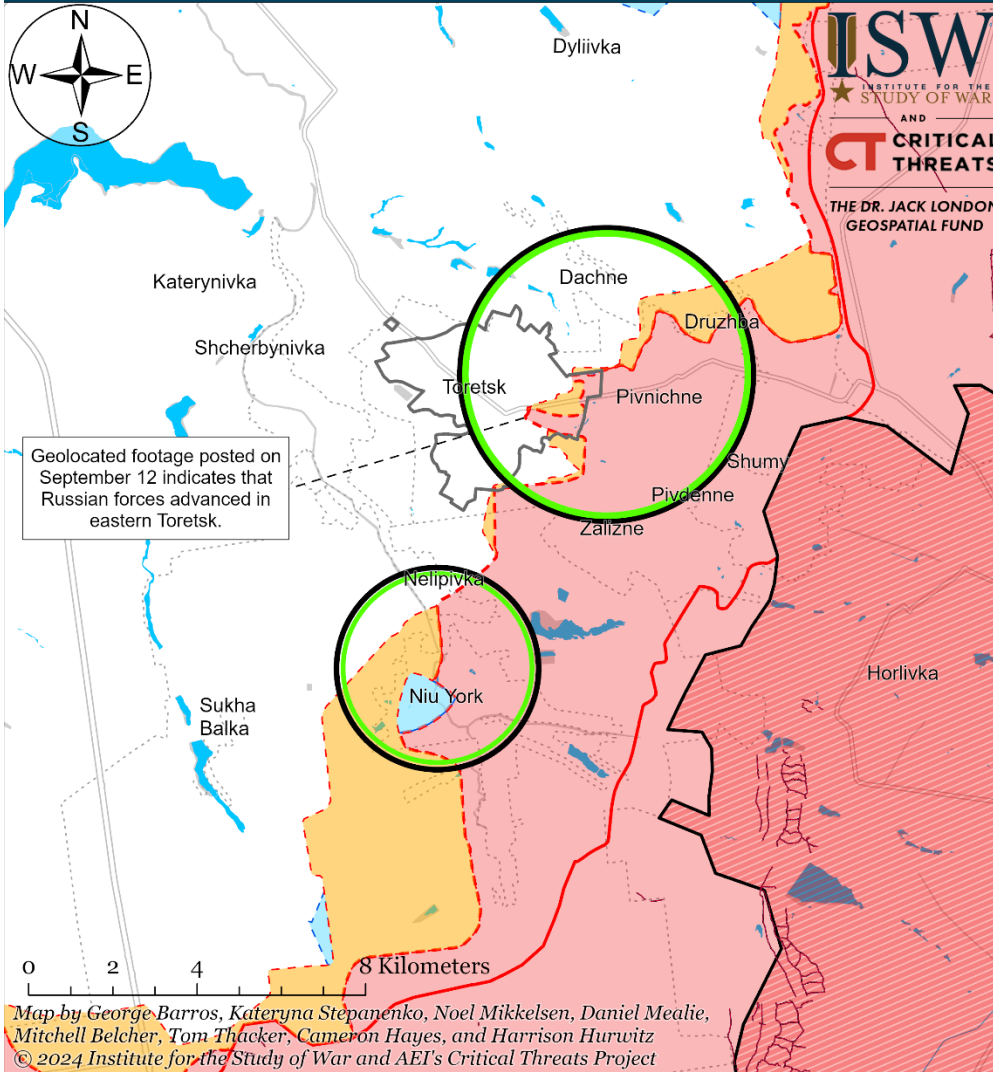 N
W
E
S
ISW
INSTITUTE FOR THE
STUDY OF WAR
AND
CT CRITICAL
THREATS
THE DR. JACK LONDON
GEOSPATIAL FUND
Dyliivka
Katerynivka
Dachne
Druzhba
Shcherbynivka
Toretsk
Pivnichne
Geolocated footage posted on
September 12 indicates that
Russian forces advanced in
eastern Toretsk.
Shumy
Pivdenne
Zalizne
Nelipivka
Horlivka
Niu York
Sukha
Balka
0 2 4 8 Kilometers
Map by George Barros, Kateryna Stepanenko, Noel Mikkelsen, Daniel Mealie,
Mitchell Belcher, Tom Thacker, Cameron Hayes, and Harrison Hurwitz
© 2024 Institute for the Study of War and AEI's Critical Threats Project